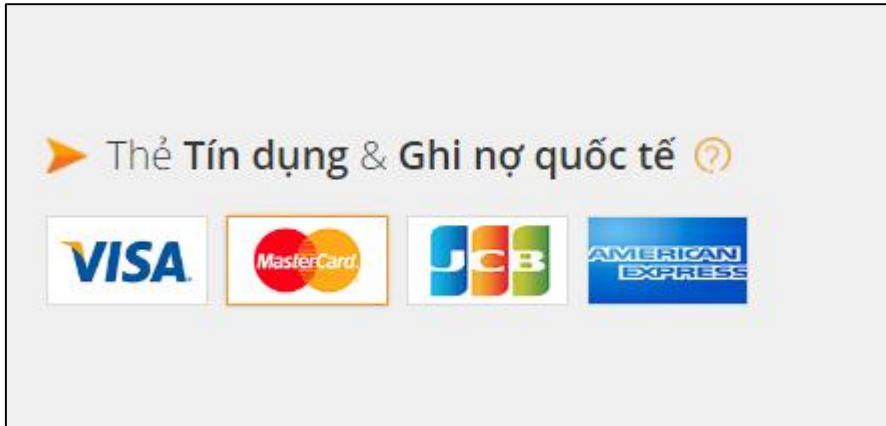 Thẻ Tín dụng & Ghi nợ quốc tế ?
VISA MasterCard JCB AMERICAN EXPRESS